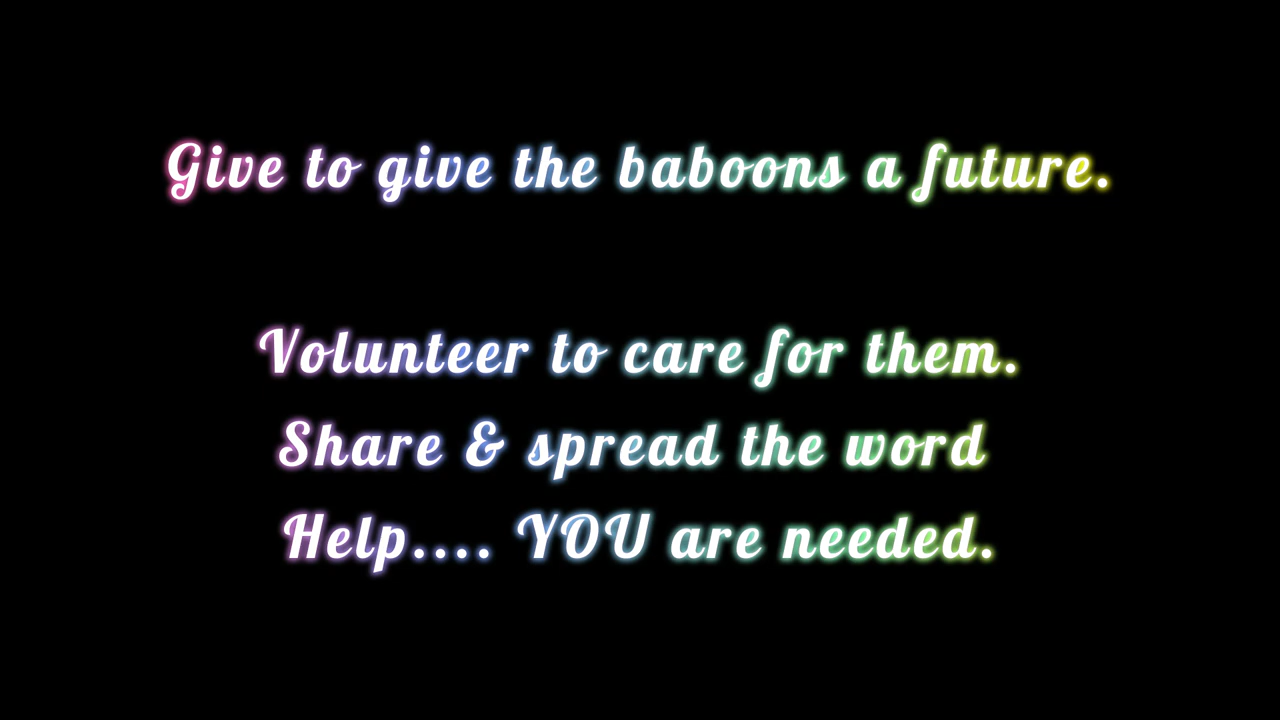 Give to give the baboons a future.
Volunteer to care for them.
Share & spread the word
Help.... YOU are needed.